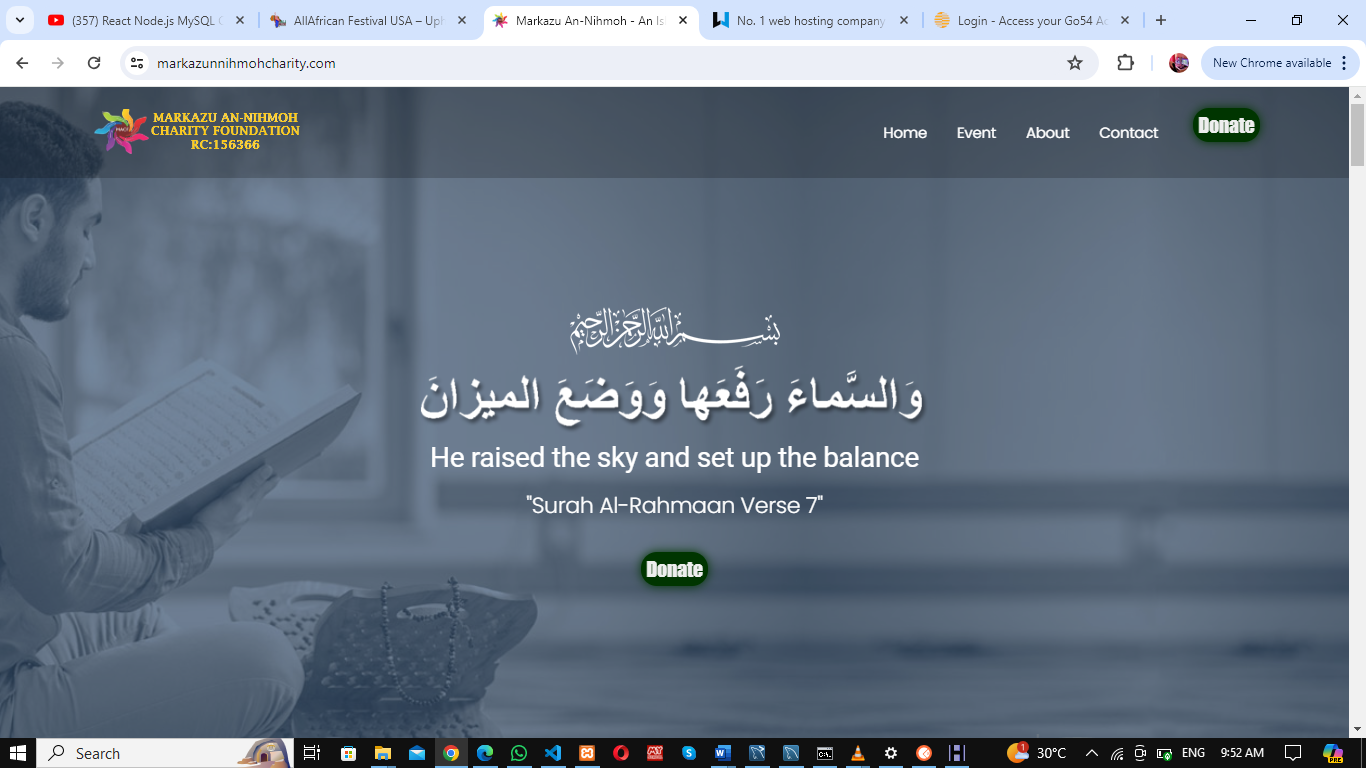 (357) React Node.js MySQL C
AllAfrican Festival USA – Upl
Markazu An-Nihmoh - An Isl
No. 1 web hosting company
Login - Access your Go54 Ac
markazunnihmohcharity.com
New Chrome available
MARKAZU AN-NIHMOH
CHARITY FOUNDATION
RC:156366
Home
Event
About
Contact
Donate
بسم الله الرحمن الرحيم
وَالسَّماءَ رَفَعَها وَوَضَعَ الميزانَ
He raised the sky and set up the balance
"Surah Al-Rahmaan Verse 7"
Donate
Search
1
30°C
ENG
9:52 AM
PRE